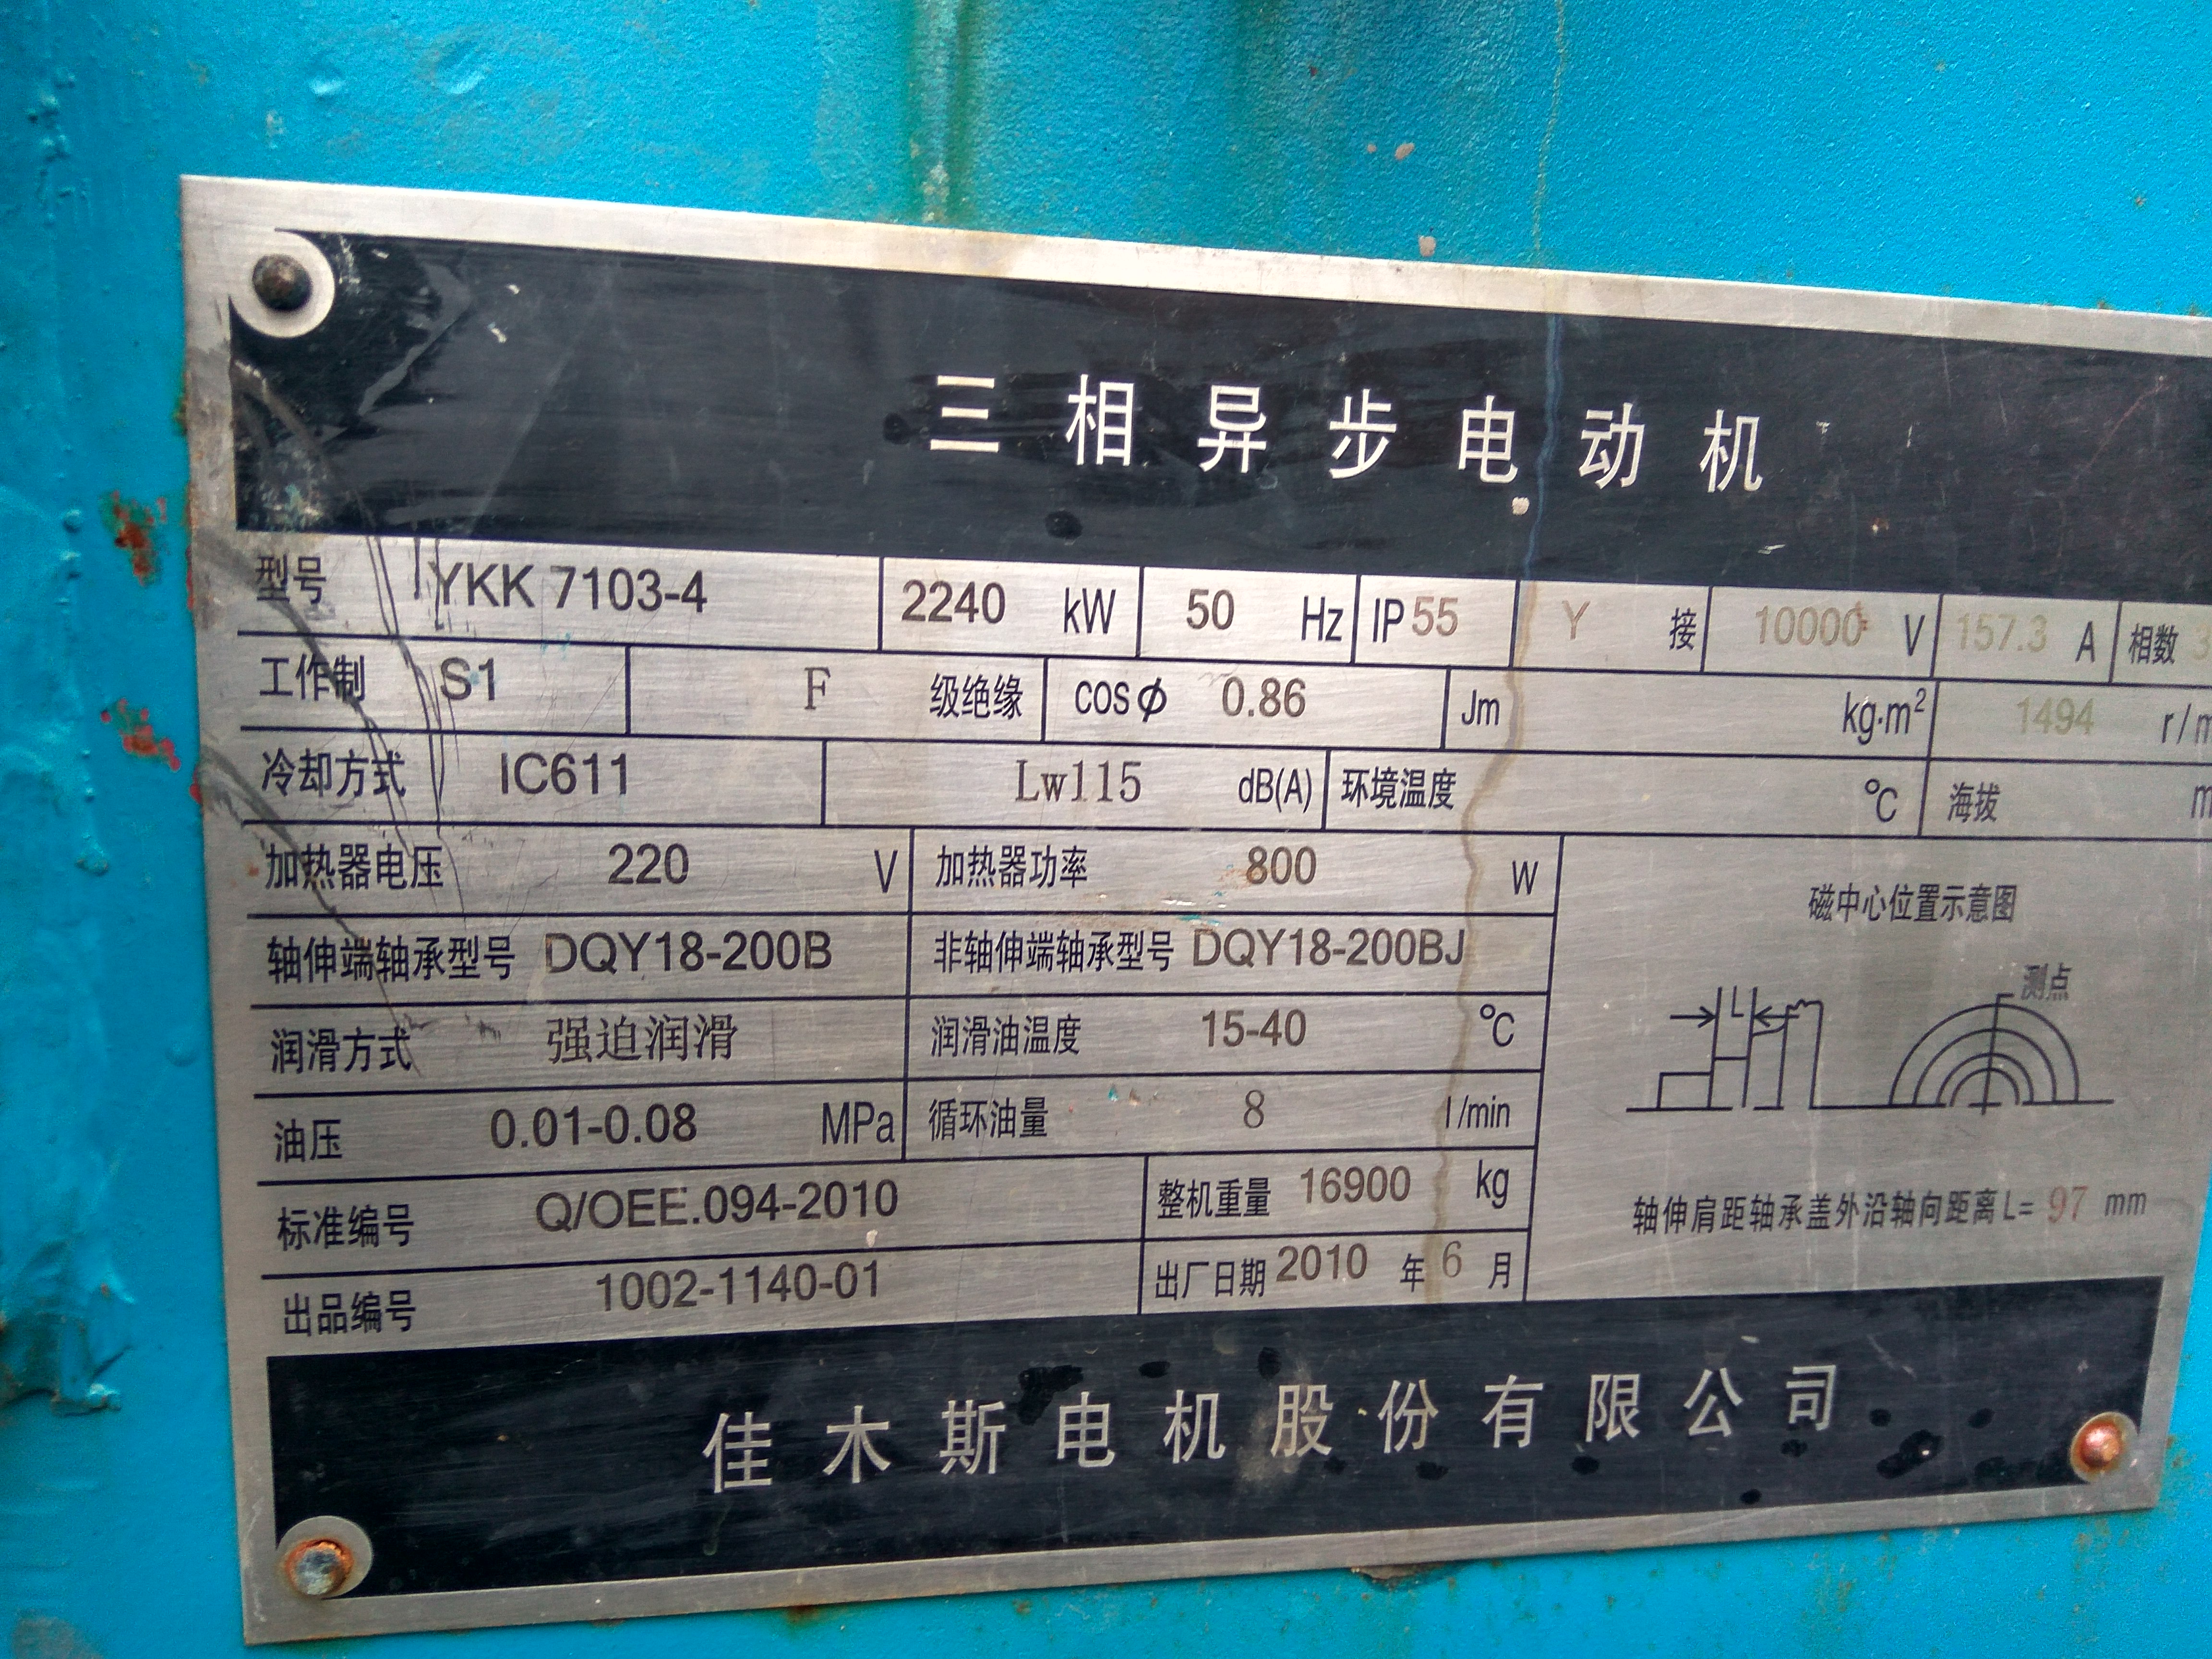 三相异步电动机
型号 YKK 7103-4 2240 kW 50 Hz IP55 Y 接 10000 V 157.3 A 相数 3
工作制 S1 F 级绝缘 cosφ 0.86 Jm kg·m² 1494 r/m
冷却方式 IC611 Lw115 dB(A) 环境温度 ℃ 海拔 m
加热器电压 220 V 加热器功率 800 W
磁中心位置示意图
轴伸端轴承型号 DQY18-200B 非轴伸端轴承型号 DQY18-200BJ
测点
L
润滑方式 强迫润滑 润滑油温度 15-40 ℃
油压 0.01-0.08 MPa 循环油量 8 l/min
标准编号 Q/OEE.094-2010 整机重量 16900 kg
轴伸肩距轴承盖外沿轴向距离L= 97 mm
出品编号 1002-1140-01 出厂日期 2010 年 6 月
佳木斯电机股份有限公司